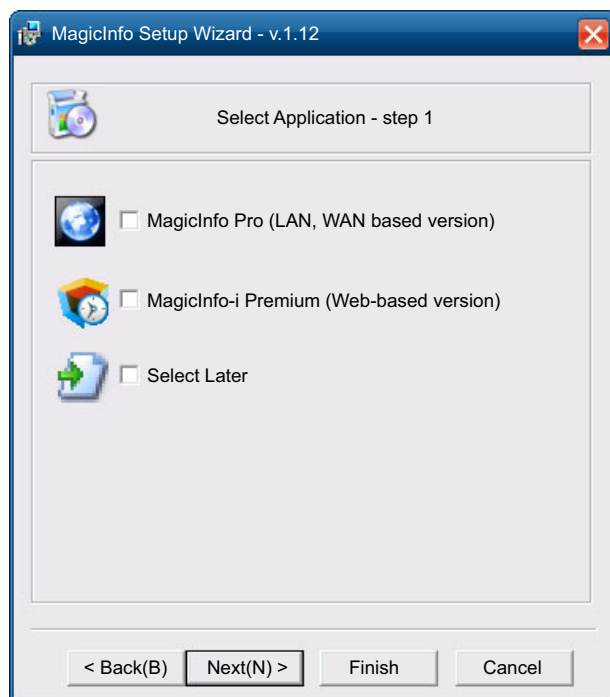 MagicInfo Setup Wizard - v.1.12
Select Application - step 1
MagicInfo Pro (LAN, WAN based version)
MagicInfo-i Premium (Web-based version)
Select Later
< Back(B) Next(N) > Finish Cancel